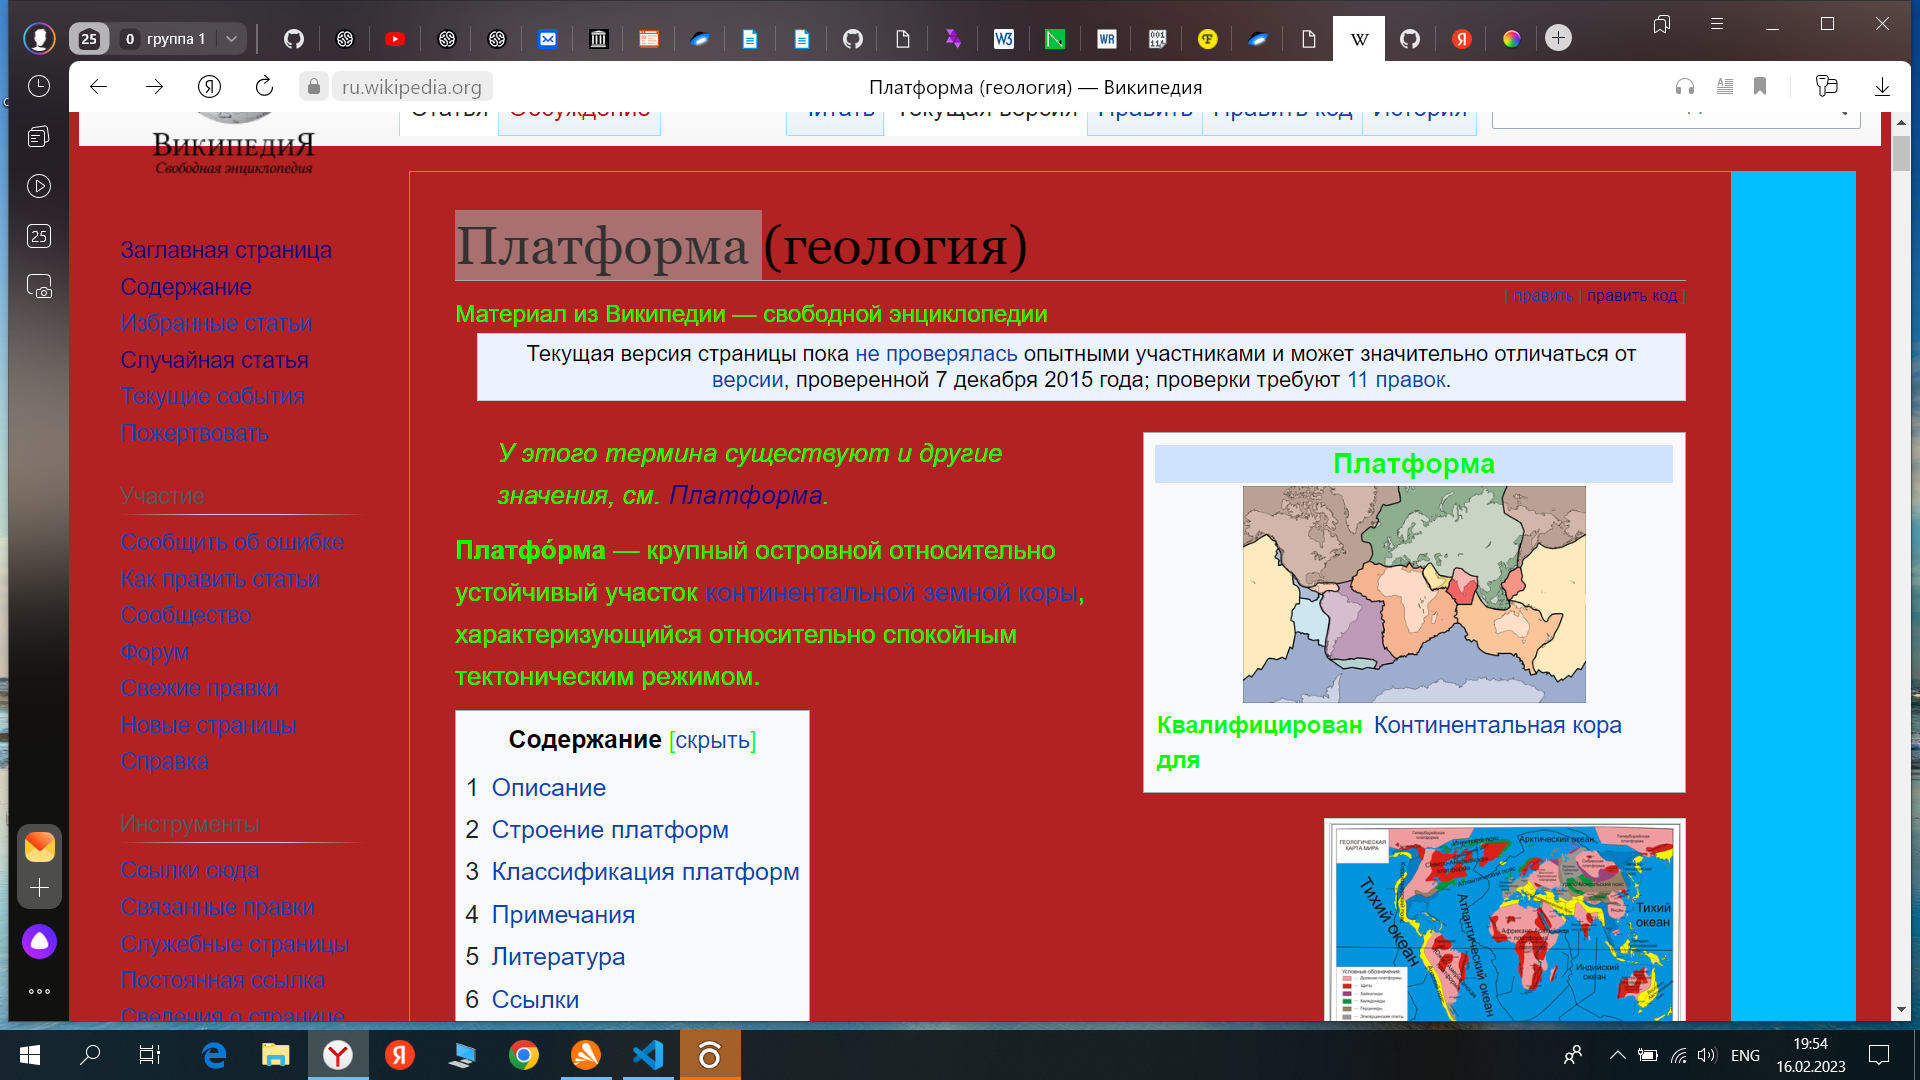 25
0 группа 1
ru.wikipedia.org
Платформа (геология) — Википедия
Статья
Обсуждение
Читать
Текущая версия
Править
Править код
История
ВикипедиЯ
Свободная энциклопедия
25
Заглавная страница
Содержание
Избранные статьи
Случайная статья
Текущие события
Пожертвовать
Участие
Сообщить об ошибке
Как править статьи
Сообщество
Форум
Свежие правки
Новые страницы
Справка
Инструменты
Ссылки сюда
Связанные правки
Служебные страницы
Постоянная ссылка
Сведения о странице
Платформа (геология)
| править | править код |
Материал из Википедии — свободной энциклопедии
Текущая версия страницы пока не проверялась опытными участниками и может значительно отличаться от
версии, проверенной 7 декабря 2015 года; проверки требуют 11 правок.
У этого термина существуют и другие
значения, см. Платформа.
Платфо́рма — крупный островной относительно
устойчивый участок континентальной земной коры,
характеризующийся относительно спокойным
тектоническим режимом.
Содержание [скрыть]
1 Описание
2 Строение платформ
3 Классификация платформ
4 Примечания
5 Литература
6 Ссылки
Платформа
Квалифицирован Континентальная кора
для
ГЕОЛОГИЧЕСКАЯ
КАРТА МИРА
Арктический океан
Тихий океан
Атлантический океан
Тихий
океан
Индийский
океан
Условные обозначения:
ENG
19:54
16.02.2023